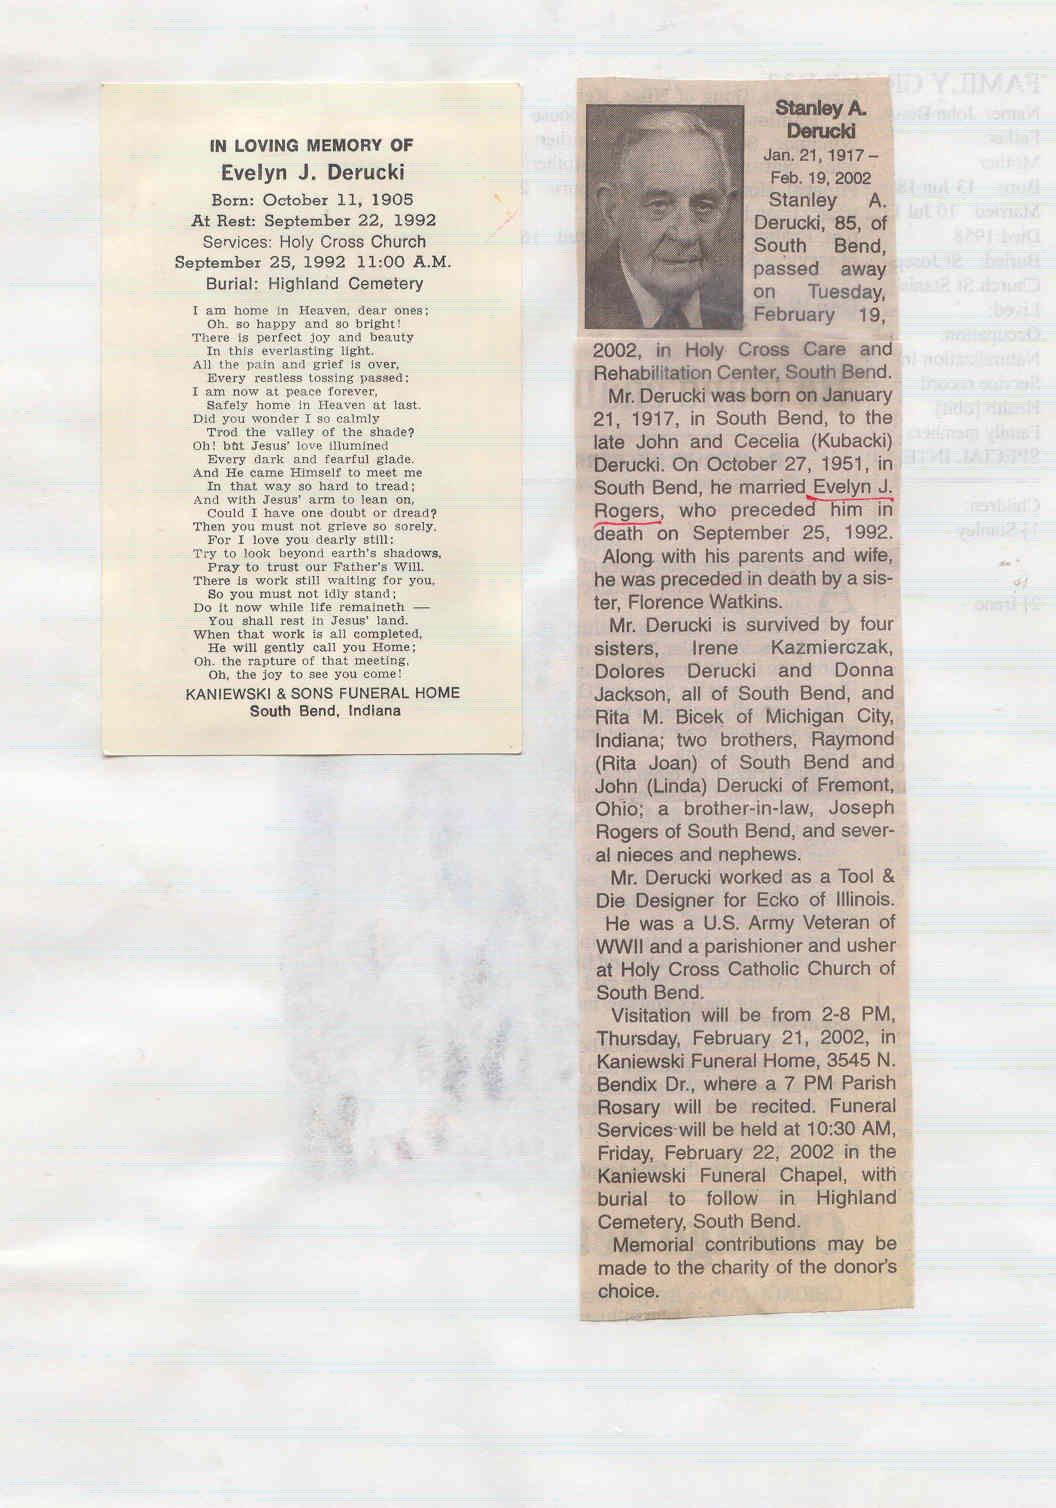 IN LOVING MEMORY OF
Evelyn J. Derucki
Born: October 11, 1905
At Rest: September 22, 1992
Services: Holy Cross Church
September 25, 1992 11:00 A.M.
Burial: Highland Cemetery
I am home in Heaven, dear ones;
Oh. so happy and so bright!
There is perfect joy and beauty
In this everlasting light.
All the pain and grief is over,
Every restless tossing passed;
I am now at peace forever,
Safely home in Heaven at last.
Did you wonder I so calmly
Trod the valley of the shade?
Oh! but Jesus' love illumined
Every dark and fearful glade.
And He came Himself to meet me
In that way so hard to tread;
And with Jesus' arm to lean on,
Could I have one doubt or dread?
Then you must not grieve so sorely,
For I love you dearly still:
Try to look beyond earth's shadows,
Pray to trust our Father's Will.
There is work still waiting for you,
So you must not idly stand;
Do it now while life remaineth —
You shall rest in Jesus' land.
When that work is all completed,
He will gently call you Home;
Oh. the rapture of that meeting,
Oh, the joy to see you come!
KANIEWSKI & SONS FUNERAL HOME
South Bend, Indiana
Stanley A.
Derucki
Jan. 21, 1917 –
Feb. 19, 2002
Stanley A.
Derucki, 85, of
South Bend,
passed away
on Tuesday,
February 19,
2002, in Holy Cross Care and
Rehabilitation Center, South Bend.
Mr. Derucki was born on January
21, 1917, in South Bend, to the
late John and Cecelia (Kubacki)
Derucki. On October 27, 1951, in
South Bend, he married Evelyn J.
Rogers, who preceded him in
death on September 25, 1992.
Along with his parents and wife,
he was preceded in death by a sis-
ter, Florence Watkins.
Mr. Derucki is survived by four
sisters, Irene Kazmierczak,
Dolores Derucki and Donna
Jackson, all of South Bend, and
Rita M. Bicek of Michigan City,
Indiana; two brothers, Raymond
(Rita Joan) of South Bend and
John (Linda) Derucki of Fremont,
Ohio; a brother-in-law, Joseph
Rogers of South Bend, and sever-
al nieces and nephews.
Mr. Derucki worked as a Tool &
Die Designer for Ecko of Illinois.
He was a U.S. Army Veteran of
WWII and a parishioner and usher
at Holy Cross Catholic Church of
South Bend.
Visitation will be from 2-8 PM,
Thursday, February 21, 2002, in
Kaniewski Funeral Home, 3545 N.
Bendix Dr., where a 7 PM Parish
Rosary will be recited. Funeral
Services will be held at 10:30 AM,
Friday, February 22, 2002 in the
Kaniewski Funeral Chapel, with
burial to follow in Highland
Cemetery, South Bend.
Memorial contributions may be
made to the charity of the donor's
choice.